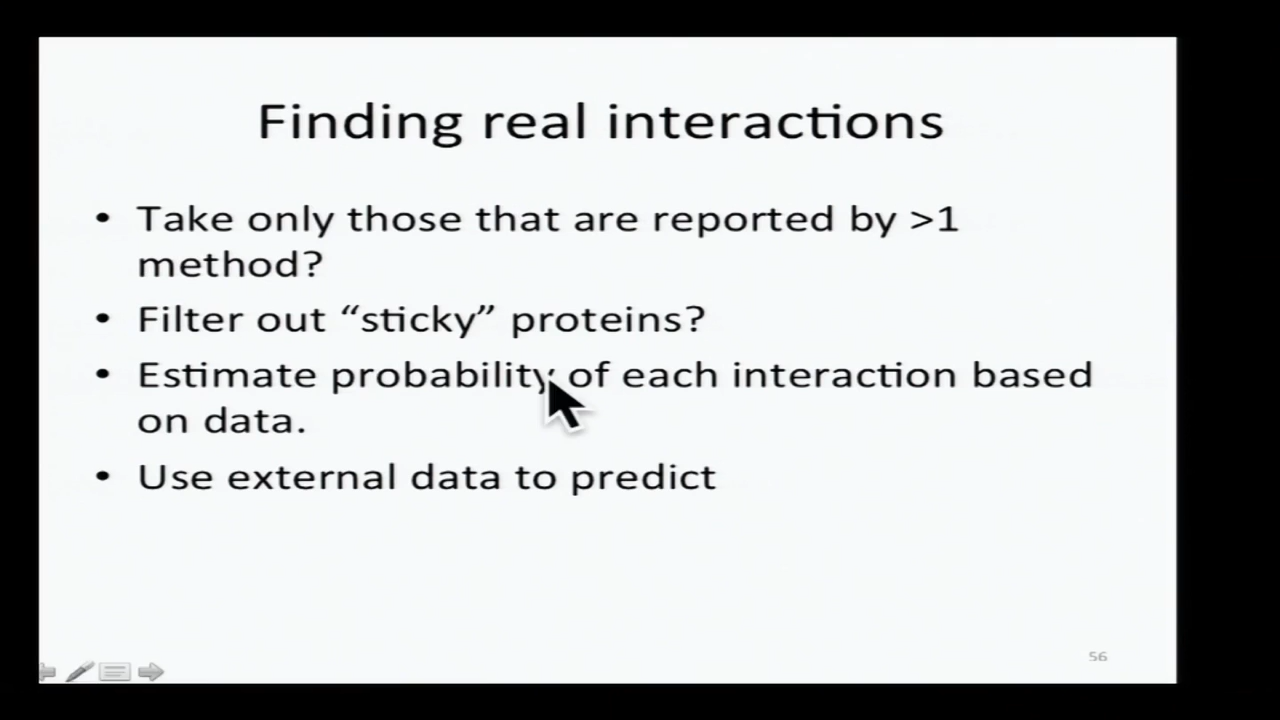 Finding real interactions
• Take only those that are reported by >1
method?
• Filter out “sticky” proteins?
• Estimate probability of each interaction based
on data.
• Use external data to predict
56